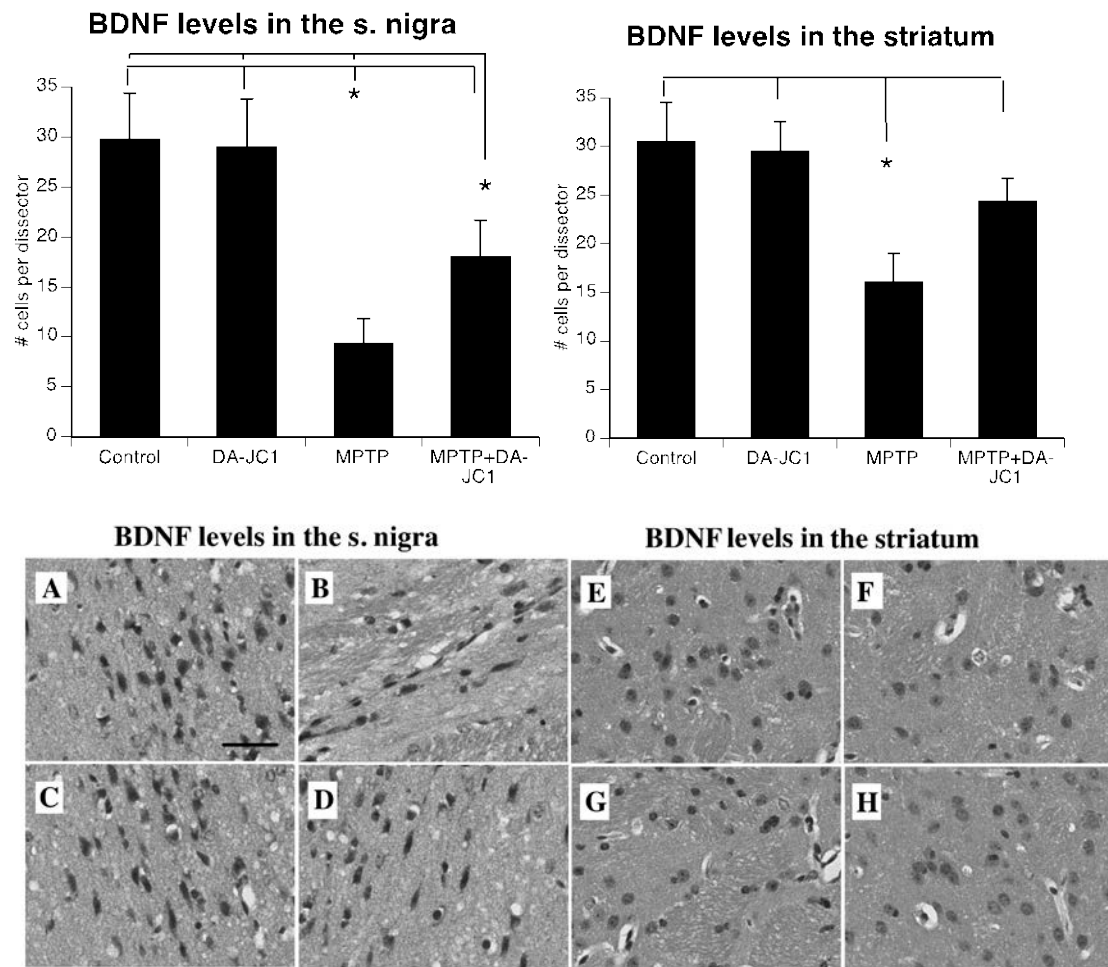 BDNF levels in the s. nigra
35
30
25
20
15
10
5
0
# cells per dissector
*
*
Control
DA-JC1
MPTP
MPTP+DA-
JC1
BDNF levels in the striatum
35
30
25
20
15
10
5
0
# cells per dissector
*
Control
DA-JC1
MPTP
MPTP+DA-
JC1
BDNF levels in the s. nigra
A
B
C
D
BDNF levels in the striatum
E
F
G
H